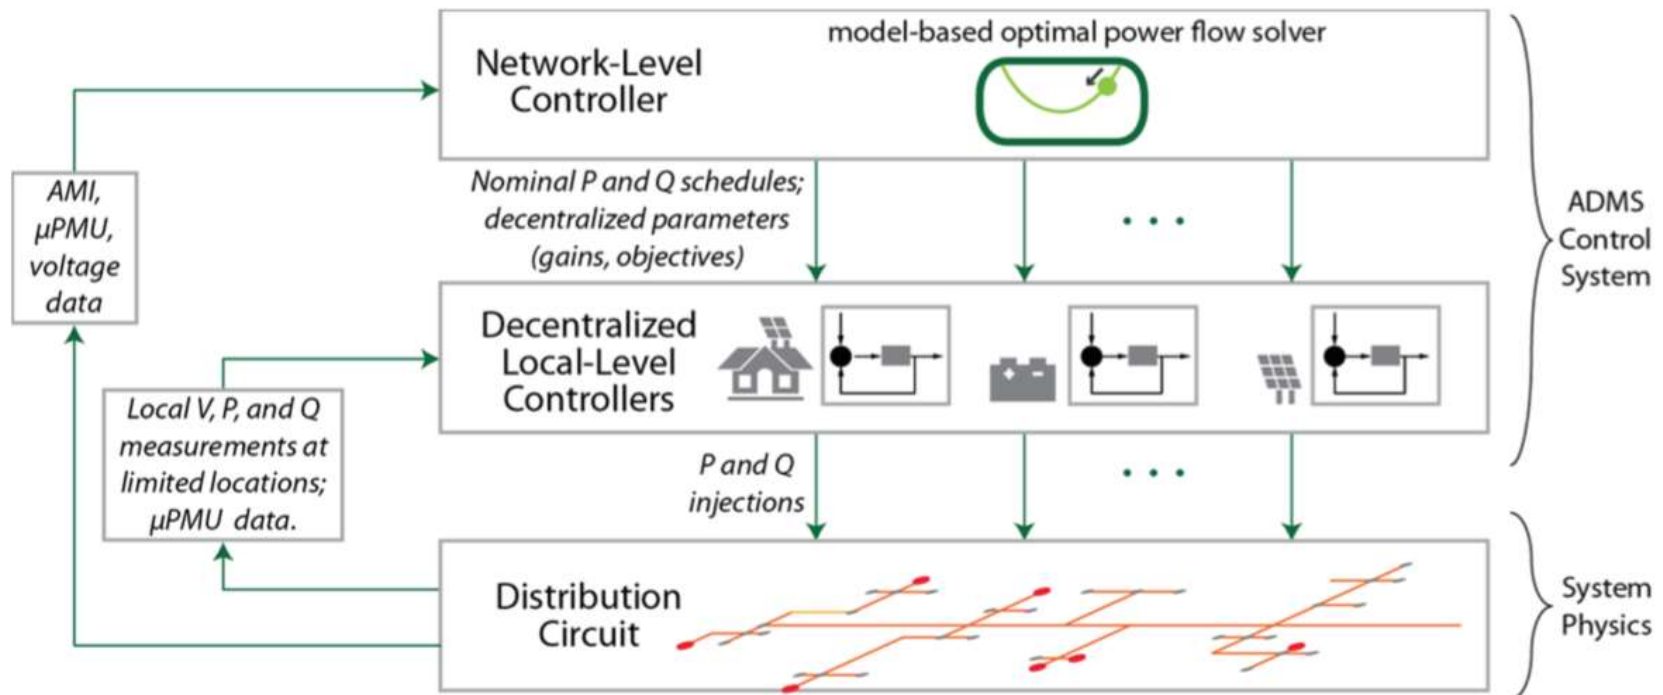 model-based optimal power flow solver
Network-Level
Controller
AMI,
µPMU,
voltage
data
Nominal P and Q schedules;
decentralized parameters
(gains, objectives)
ADMS
Control
System
Decentralized
Local-Level
Controllers
+ -
Local V, P, and Q
measurements at
limited locations;
µPMU data.
P and Q
injections
Distribution
Circuit
System
Physics